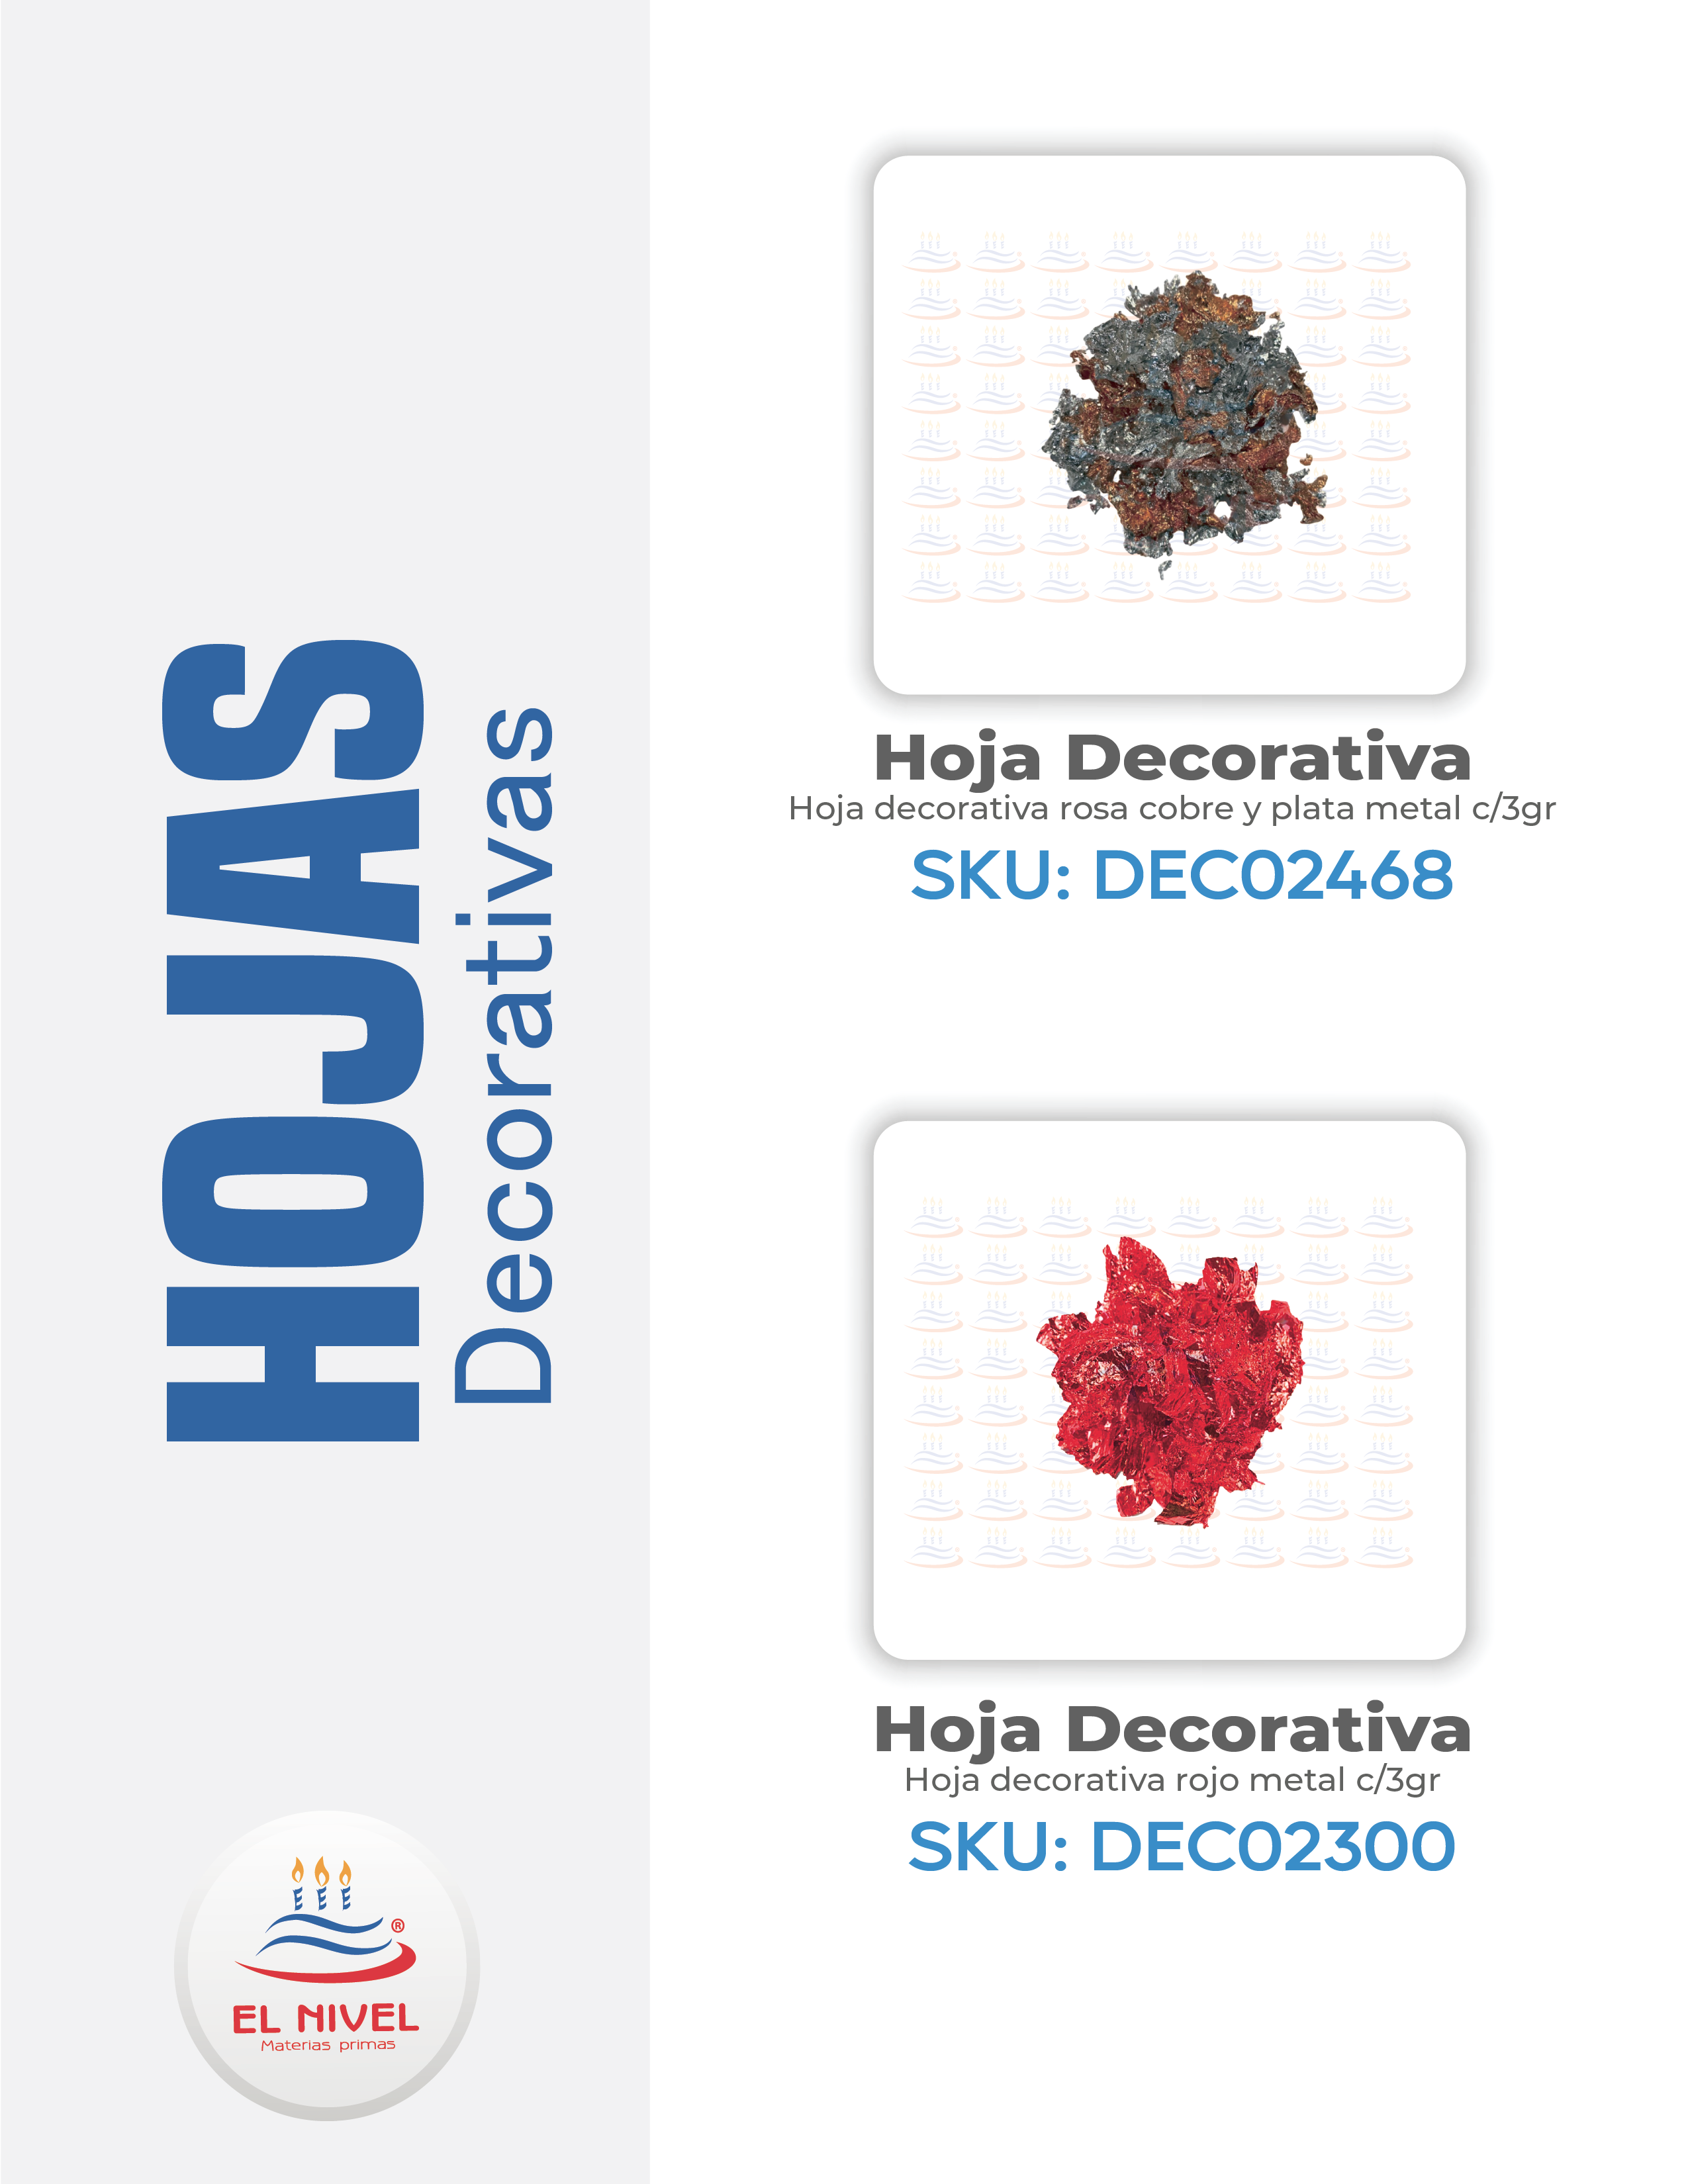 HOJAS
Decorativas
Hoja Decorativa
Hoja decorativa rosa cobre y plata metal c/3gr
SKU: DEC02468
Hoja Decorativa
Hoja decorativa rojo metal c/3gr
SKU: DEC02300
®
EL NIVEL
Materias primas